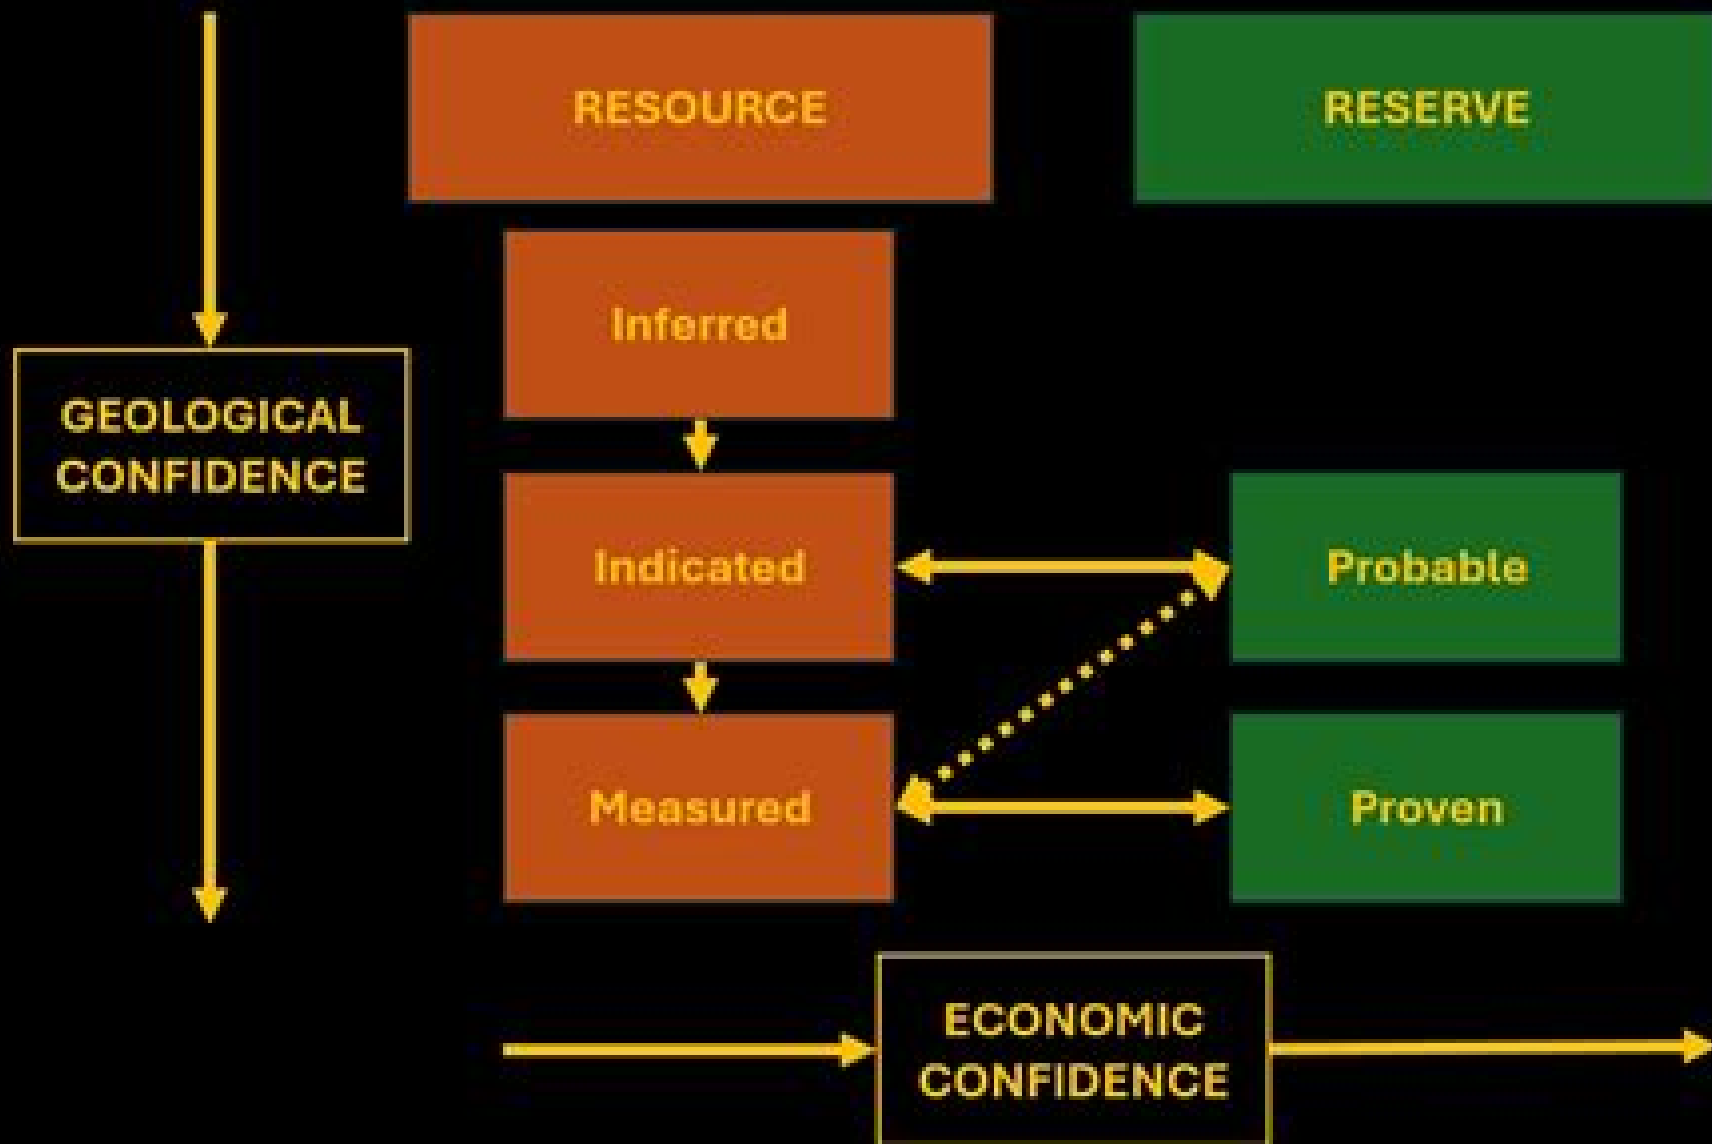 RESOURCE
RESERVE
Inferred
GEOLOGICAL
CONFIDENCE
Indicated
Probable
Measured
Proven
ECONOMIC
CONFIDENCE